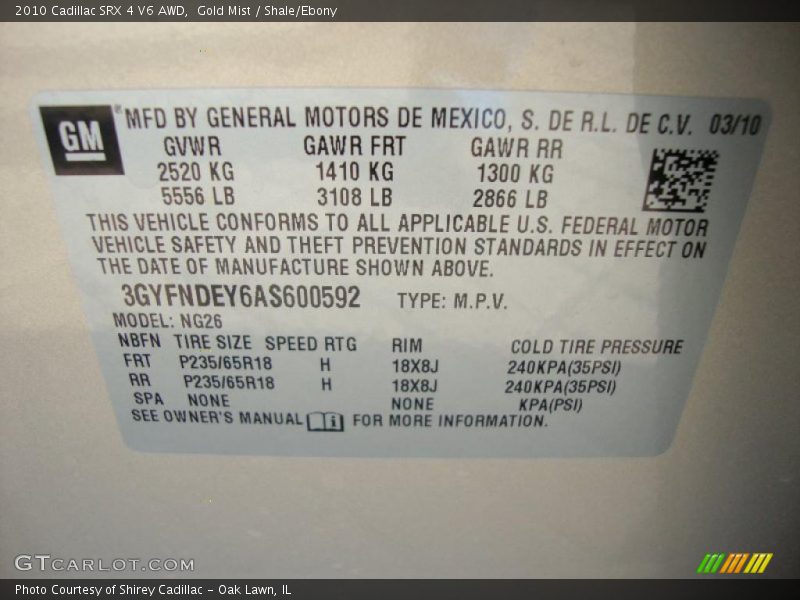 2010 Cadillac SRX 4 V6 AWD,  Gold Mist / Shale/Ebony
GM® MFD BY GENERAL MOTORS DE MEXICO, S. DE R.L. DE C.V. 03/10
GVWR GAWR FRT GAWR RR
2520 KG 1410 KG 1300 KG
5556 LB 3108 LB 2866 LB
THIS VEHICLE CONFORMS TO ALL APPLICABLE U.S. FEDERAL MOTOR
VEHICLE SAFETY AND THEFT PREVENTION STANDARDS IN EFFECT ON
THE DATE OF MANUFACTURE SHOWN ABOVE.
3GYFNDEY6AS600592 TYPE: M.P.V.
MODEL: NG26
NBFN TIRE SIZE SPEED RTG RIM COLD TIRE PRESSURE
FRT P235/65R18 H 18X8J 240KPA(35PSI)
RR P235/65R18 H 18X8J 240KPA(35PSI)
SPA NONE NONE KPA(PSI)
SEE OWNER'S MANUAL i FOR MORE INFORMATION.
GTCARLOT.COM
Photo Courtesy of Shirey Cadillac - Oak Lawn, IL